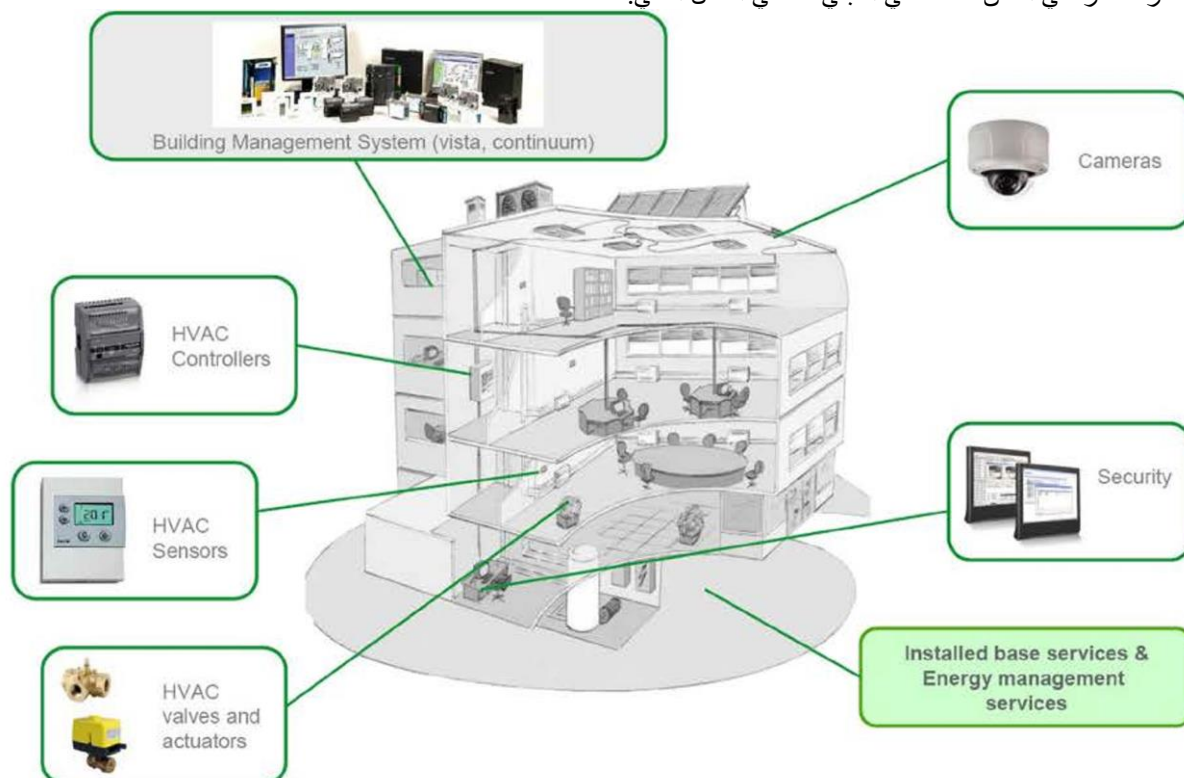 Building Management System (vista, continuum)
Cameras
HVAC
Controllers
HVAC
Sensors
Security
HVAC
valves and
actuators
Installed base services &
Energy management
services